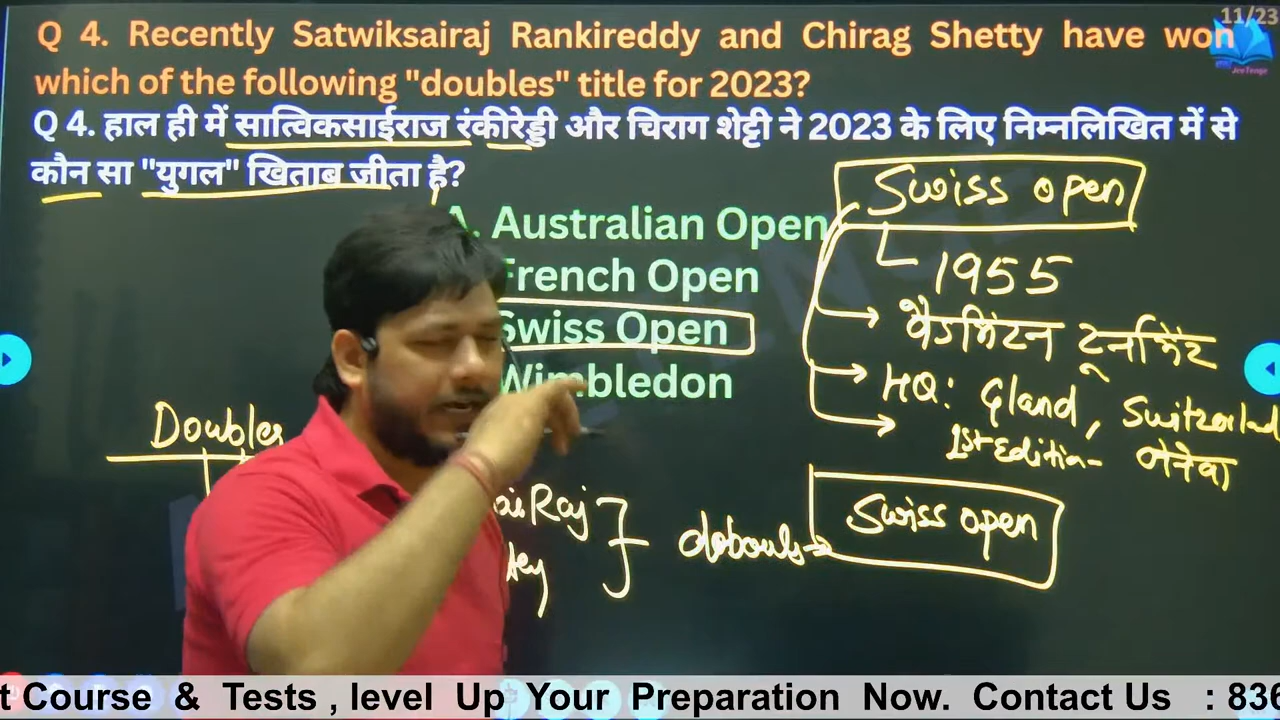 11/23
Q 4. Recently Satwiksairaj Rankireddy and Chirag Shetty have won
which of the following "doubles" title for 2023?
Q 4. हाल ही में सात्विकसाईराज रंकीरेड्डी और चिराग शेट्टी ने 2023 के लिए निम्नलिखित में से
कौन सा "युगल" खिताब जीता है?
A. Australian Open
French Open
Swiss Open
Wimbledon
Swiss open
1955
बैडमिंटन टूर्नामेंट
HQ: Gland, Switzerland
1st Edition - जेनेवा
Doubles
Raj
Swiss open
t Course & Tests , level Up Your Preparation Now. Contact Us : 836